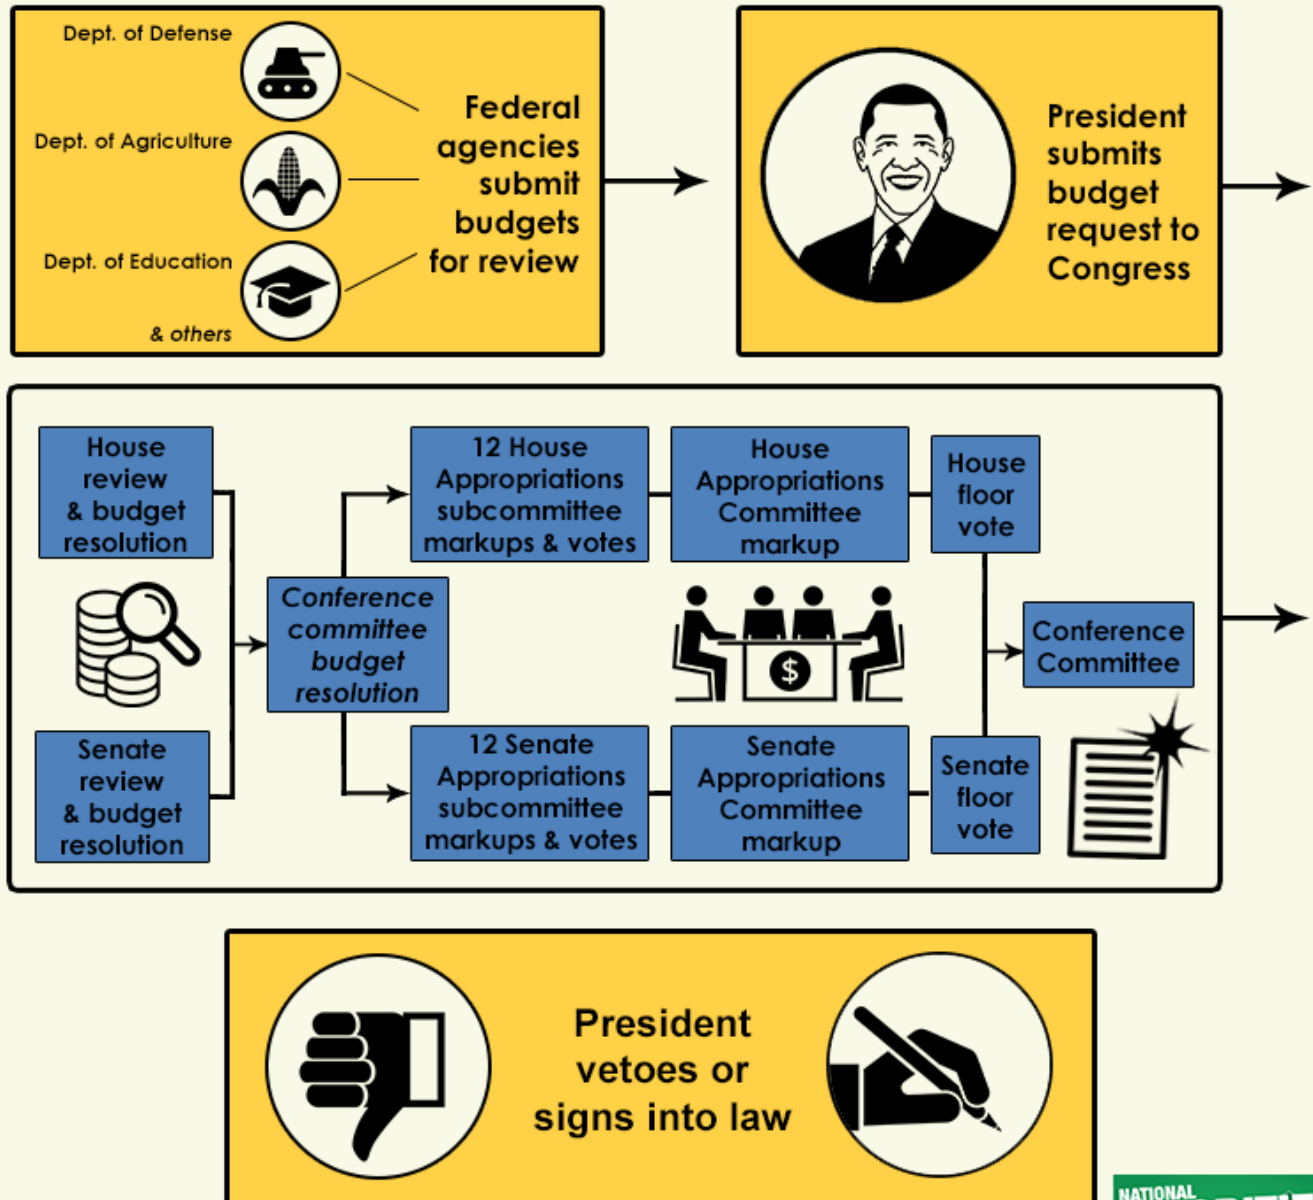 Dept. of Defense
Dept. of Agriculture
Dept. of Education
& others
Federal
agencies
submit
budgets
for review
President
submits
budget
request to
Congress
House
review
& budget
resolution
Senate
review
& budget
resolution
Conference
committee
budget
resolution
12 House
Appropriations
subcommittee
markups & votes
House
Appropriations
Committee
markup
House
floor
vote
$
12 Senate
Appropriations
subcommittee
markups & votes
Senate
Appropriations
Committee
markup
Senate
floor
vote
Conference
Committee
President
vetoes or
signs into law
NATIONAL